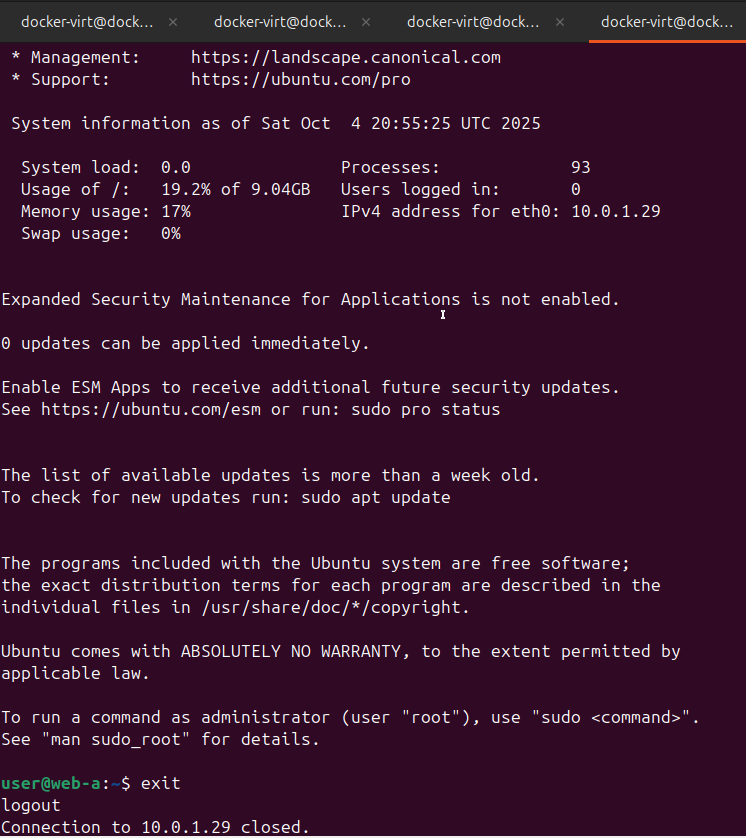 docker-virt@dock... × docker-virt@dock... × docker-virt@dock... × docker-virt@dock...
* Management: https://landscape.canonical.com
* Support: https://ubuntu.com/pro
System information as of Sat Oct 4 20:55:25 UTC 2025
System load: 0.0 Processes: 93
Usage of /: 19.2% of 9.04GB Users logged in: 0
Memory usage: 17% IPv4 address for eth0: 10.0.1.29
Swap usage: 0%
Expanded Security Maintenance for Applications is not enabled.
0 updates can be applied immediately.
Enable ESM Apps to receive additional future security updates.
See https://ubuntu.com/esm or run: sudo pro status
The list of available updates is more than a week old.
To check for new updates run: sudo apt update
The programs included with the Ubuntu system are free software;
the exact distribution terms for each program are described in the
individual files in /usr/share/doc/*/copyright.
Ubuntu comes with ABSOLUTELY NO WARRANTY, to the extent permitted by
applicable law.
To run a command as administrator (user "root"), use "sudo <command>".
See "man sudo_root" for details.
user@web-a:~$ exit
logout
Connection to 10.0.1.29 closed.